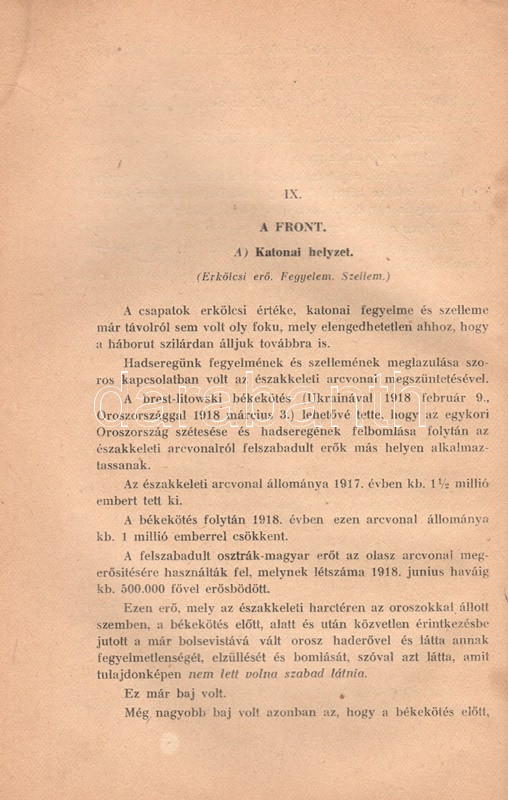 IX.
A FRONT.
A) Katonai helyzet.
(Erkölcsi erő. Fegyelem. Szellem.)
A csapatok erkölcsi értéke, katonai fegyelme és szelleme
már távolról sem volt oly foku, mely elengedhetetlen ahhoz, hogy
a háborut szilárdan álljuk továbbra is.
Hadseregünk fegyelmének és szellemének meglazulása szo-
ros kapcsolatban volt az északkeleti arcvonal megszüntetésével.
A brest-litowski békekötés (Ukrainával 1918 február 9.,
Oroszországgal 1918 március 3.) lehetővé tette, hogy az egykori
Oroszország szétesése és hadseregének felbomlása folytán az
északkeleti arcvonalról felszabadult erők más helyen alkalmaz-
tassanak.
Az északkeleti arcvonal állománya 1917. évben kb. 1½ millió
embert tett ki.
A békekötés folytán 1918. évben ezen arcvonal állománya
kb. 1 millió emberrel csökkent.
A felszabadult osztrák-magyar erőt az olasz arcvonal meg-
erősitésére használták fel, melynek létszáma 1918. junius haváig
kb. 500.000 fővel erősbödött.
Ezen erő, mely az északkeleti harctéren az oroszokkal állott
szemben, a békekötés előtt, alatt és után közvetlen érintkezésbe
jutott a már bolsevistává vált orosz haderővel és látta annak
fegyelmetlenségét, elzüllését és bomlását, szóval azt látta, amit
tulajdonképen nem lett volna szabad látnia.
Ez már baj volt.
Még nagyobb baj volt azonban az, hogy a békekötés előtt,
darabanth